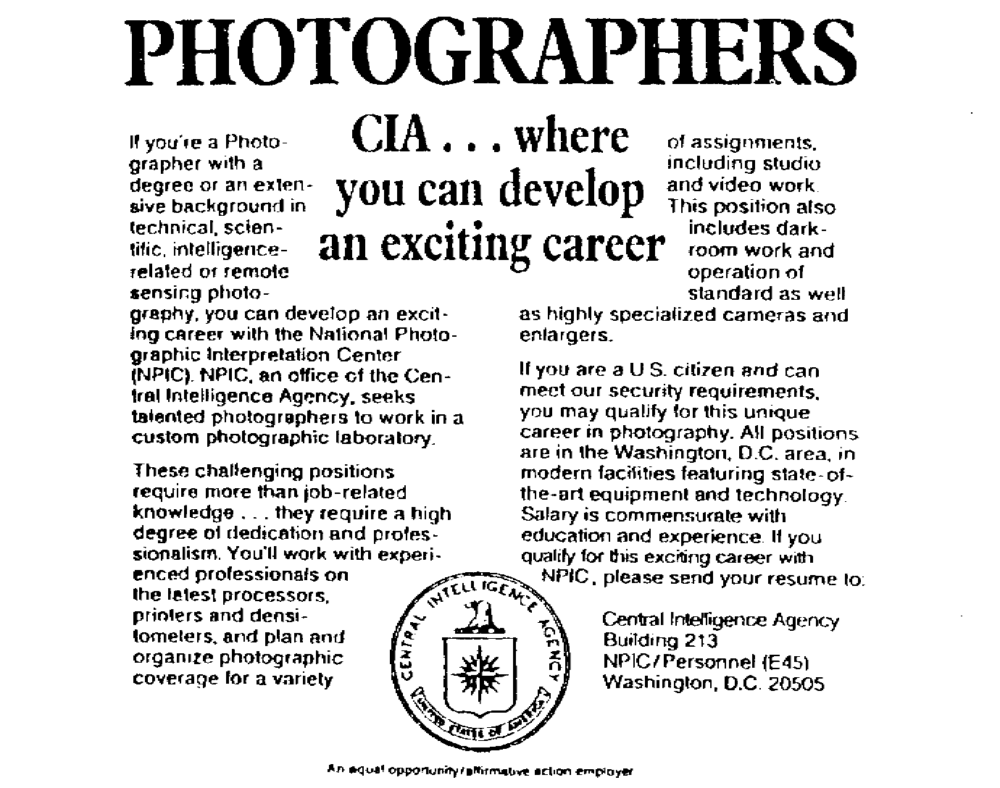 PHOTOGRAPHERS
CIA . . . where
you can develop
an exciting career
If you're a Photo-
grapher with a
degree or an exten-
sive background in
technical, scien-
tific, intelligence-
related or remote
sensing photo-
graphy, you can develop an excit-
ing career with the National Photo-
graphic Interpretation Center
(NPIC). NPIC, an office of the Cen-
tral Intelligence Agency, seeks
talented photographers to work in a
custom photographic laboratory.
These challenging positions
require more than job-related
knowledge . . . they require a high
degree of dedication and profes-
sionalism. You'll work with experi-
enced professionals on
the latest processors,
printers and densi-
tometers, and plan and
organize photographic
coverage for a variety
of assignments,
including studio
and video work.
This position also
includes dark-
room work and
operation of
standard as well
as highly specialized cameras and
enlargers.
If you are a U.S. citizen and can
meet our security requirements,
you may qualify for this unique
career in photography. All positions
are in the Washington, D.C. area, in
modern facilities featuring state-of-
the-art equipment and technology.
Salary is commensurate with
education and experience. If you
qualify for this exciting career with
NPIC, please send your resume to:
Central Intelligence Agency
Building 213
NPIC/Personnel (E45)
Washington, D.C. 20505
CENTRAL INTELLIGENCE AGENCY
UNITED STATES OF AMERICA
An equal opportunity/affirmative action employer